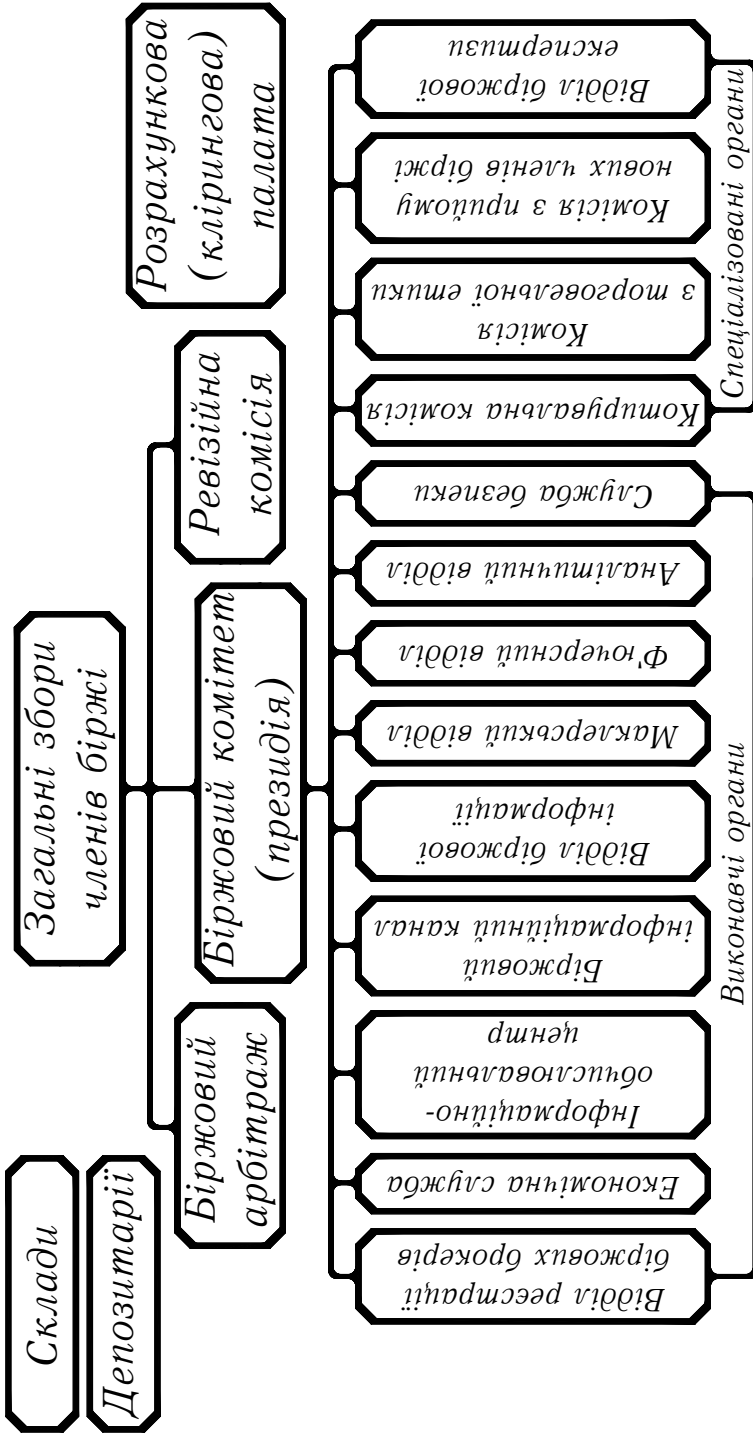 Склади
Депозитарії
Загальні збори
членів біржі
Розрахункова
(клірингова)
палата
Біржовий
арбітраж
Біржовий комітет
(президія)
Ревізійна
комісія
Відділ реєстрації
біржових брокерів
Економічна служба
Інформаційно-
обчислювальний
центр
Біржовий
інформаційний канал
Відділ біржової
інформації
Маклерський відділ
Ф'ючерсний відділ
Аналітичний відділ
Служба безпеки
Котирувальна комісія
Комісія
з торговельної етики
Комісія з прийому
нових членів біржі
Відділ біржової
експертизи
Виконавчі органи
Спеціалізовані органи